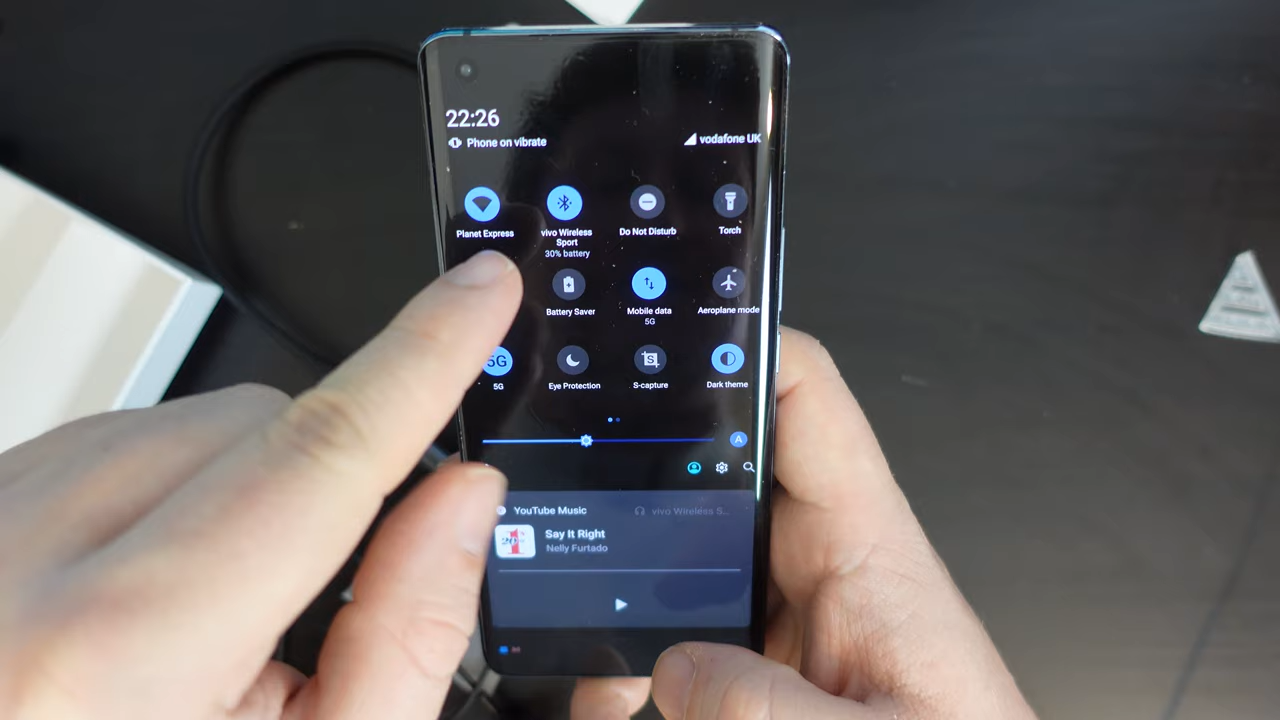 22:26
Phone on vibrate
vodafone UK
Planet Express
vivo Wireless
Sport
30% battery
Do Not Disturb
Torch
Battery Saver
Mobile data
5G
Aeroplane mode
5G
5G
Eye Protection
S-capture
Dark theme
A
YouTube Music
vivo Wireless S...
Say It Right
Nelly Furtado